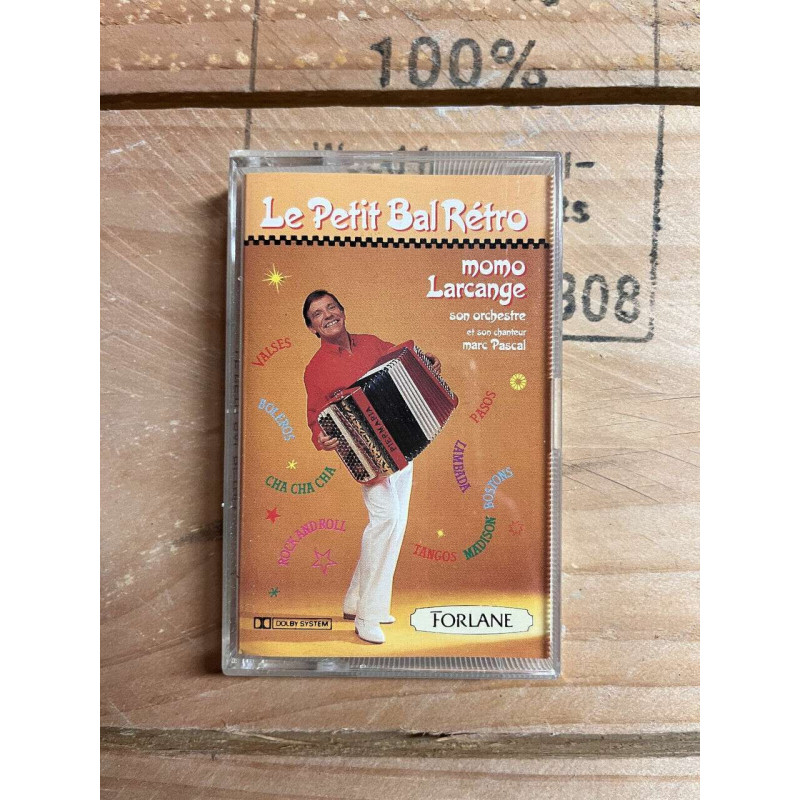 100%
308
Le Petit Bal Rétro
momo
Larcange
son orchestre
et son chanteur
marc Pascal
VALSES
BOLEROS
CHA CHA CHA
ROCK AND ROLL
PIERMARIA
PASOS
LAMBADA
BOSTONS
MADISON
TANGOS
DOLBY SYSTEM
FORLANE